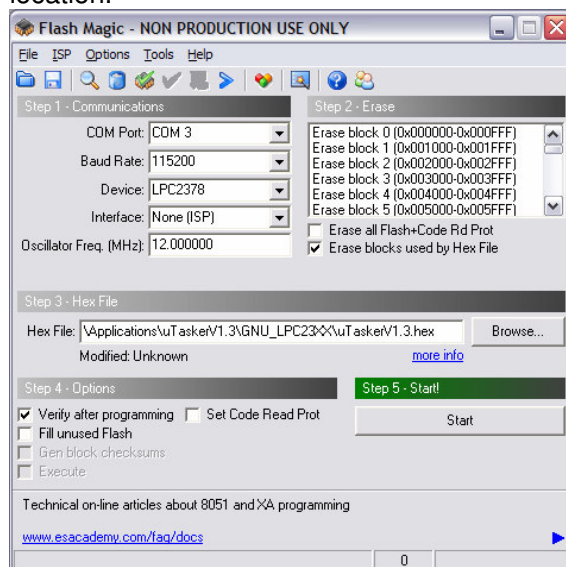 location.
Flash Magic - NON PRODUCTION USE ONLY
File ISP Options Tools Help
Step 1 - Communications
COM Port: COM 3
Baud Rate: 115200
Device: LPC2378
Interface: None (ISP)
Oscillator Freq. (MHz): 12.000000
Step 2 - Erase
Erase block 0 (0x000000-0x000FFF)
Erase block 1 (0x001000-0x001FFF)
Erase block 2 (0x002000-0x002FFF)
Erase block 3 (0x003000-0x003FFF)
Erase block 4 (0x004000-0x004FFF)
Erase block 5 (0x005000-0x005FFF)
Erase all Flash+Code Rd Prot
Erase blocks used by Hex File
Step 3 - Hex File
Hex File: \Applications\uTaskerV1.3\GNU_LPC23XX\uTaskerV1.3.hex Browse...
Modified: Unknown more info
Step 4 - Options
Verify after programming Set Code Read Prot
Fill unused Flash
Gen block checksums
Execute
Step 5 - Start!
Start
Technical on-line articles about 8051 and XA programming
www.esacademy.com/faq/docs
0